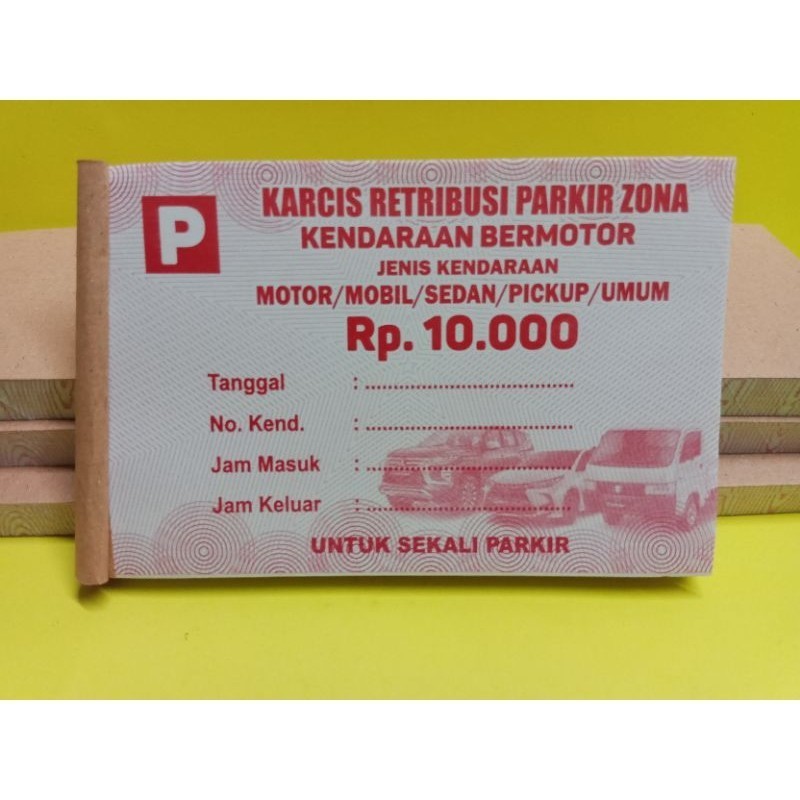 P
KARCIS RETRIBUSI PARKIR ZONA
KENDARAAN BERMOTOR
JENIS KENDARAAN
MOTOR/MOBIL/SEDAN/PICKUP/UMUM
Rp. 10.000
Tanggal : ......................................
No. Kend. : ......................................
Jam Masuk : ......................................
Jam Keluar : ......................................
UNTUK SEKALI PARKIR